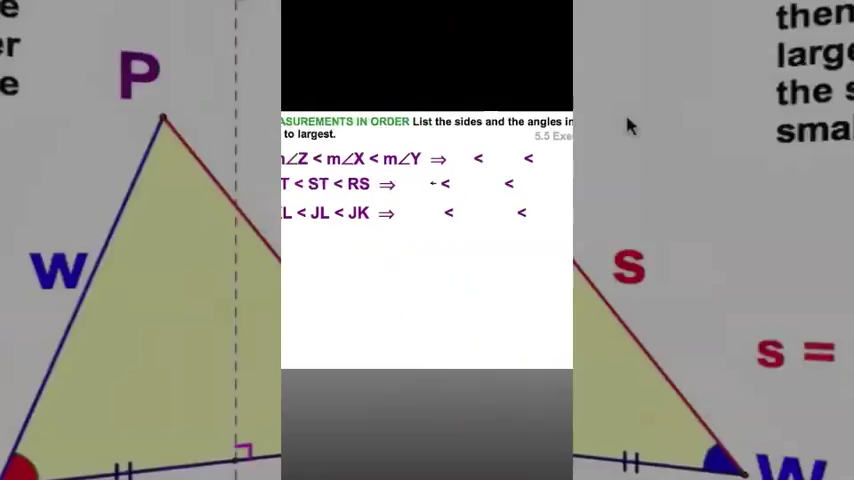 P
then
large
the s
smal
ASUREMENTS IN ORDER List the sides and the angles in
to largest.
5.5 Exe
m∠Z < m∠X < m∠Y ⇒ < <
T < ST < RS ⇒ < <
L < JL < JK ⇒ < <
w
s
s =
W